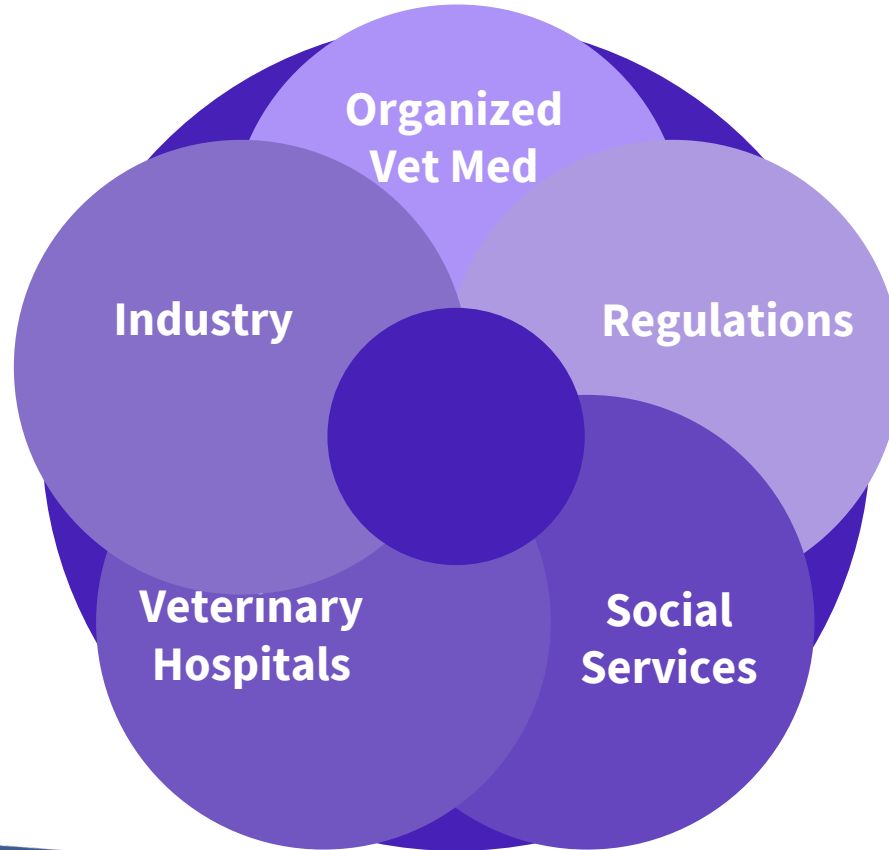 Organized
Vet Med
Industry
Regulations
Veterinary
Hospitals
Social
Services